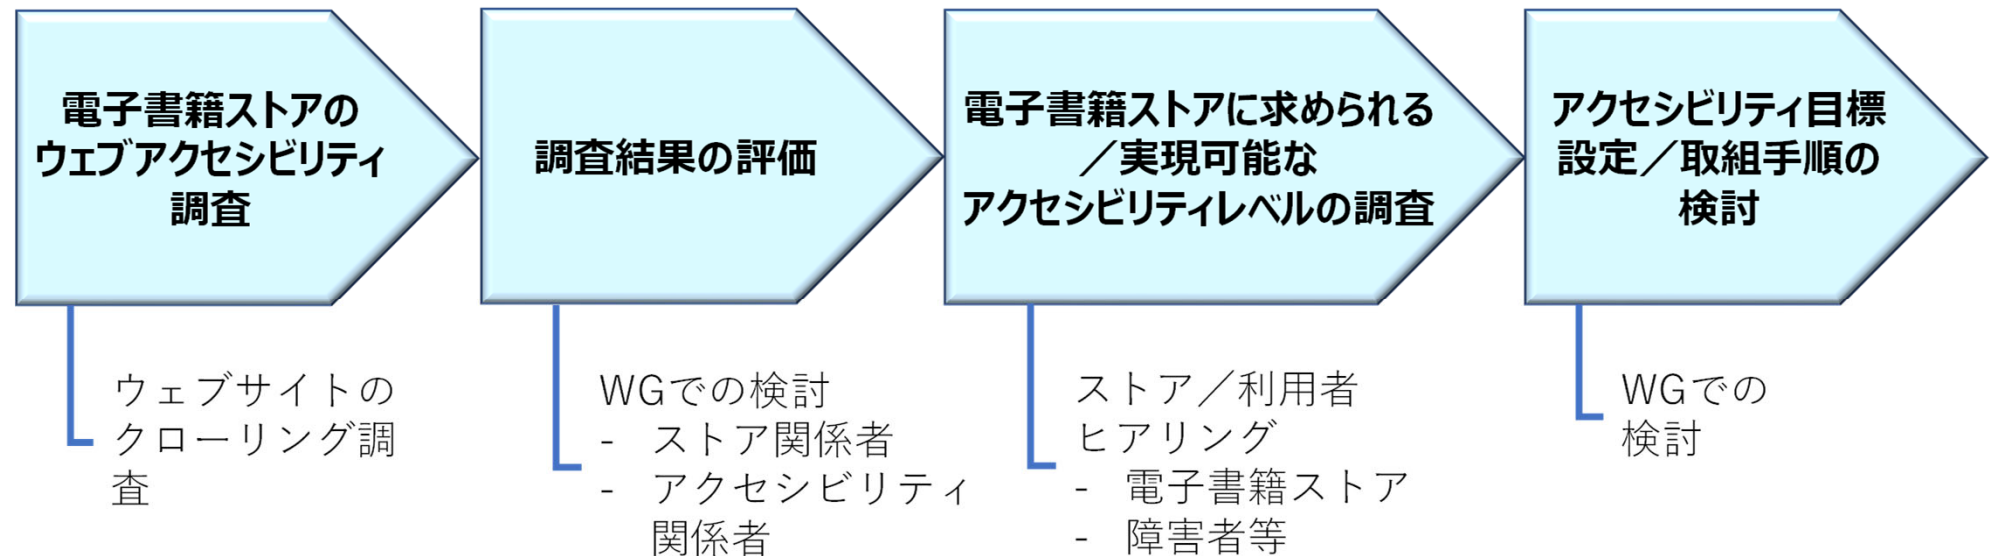 電子書籍ストアの
ウェブアクセシビリティ
調査
ウェブサイトの
クローリング調
査
調査結果の評価
WGでの検討
- ストア関係者
- アクセシビリティ
関係者
電子書籍ストアに求められる
／実現可能な
アクセシビリティレベルの調査
ストア／利用者
ヒアリング
- 電子書籍ストア
- 障害者等
アクセシビリティ目標
設定／取組手順の
検討
WGでの
検討